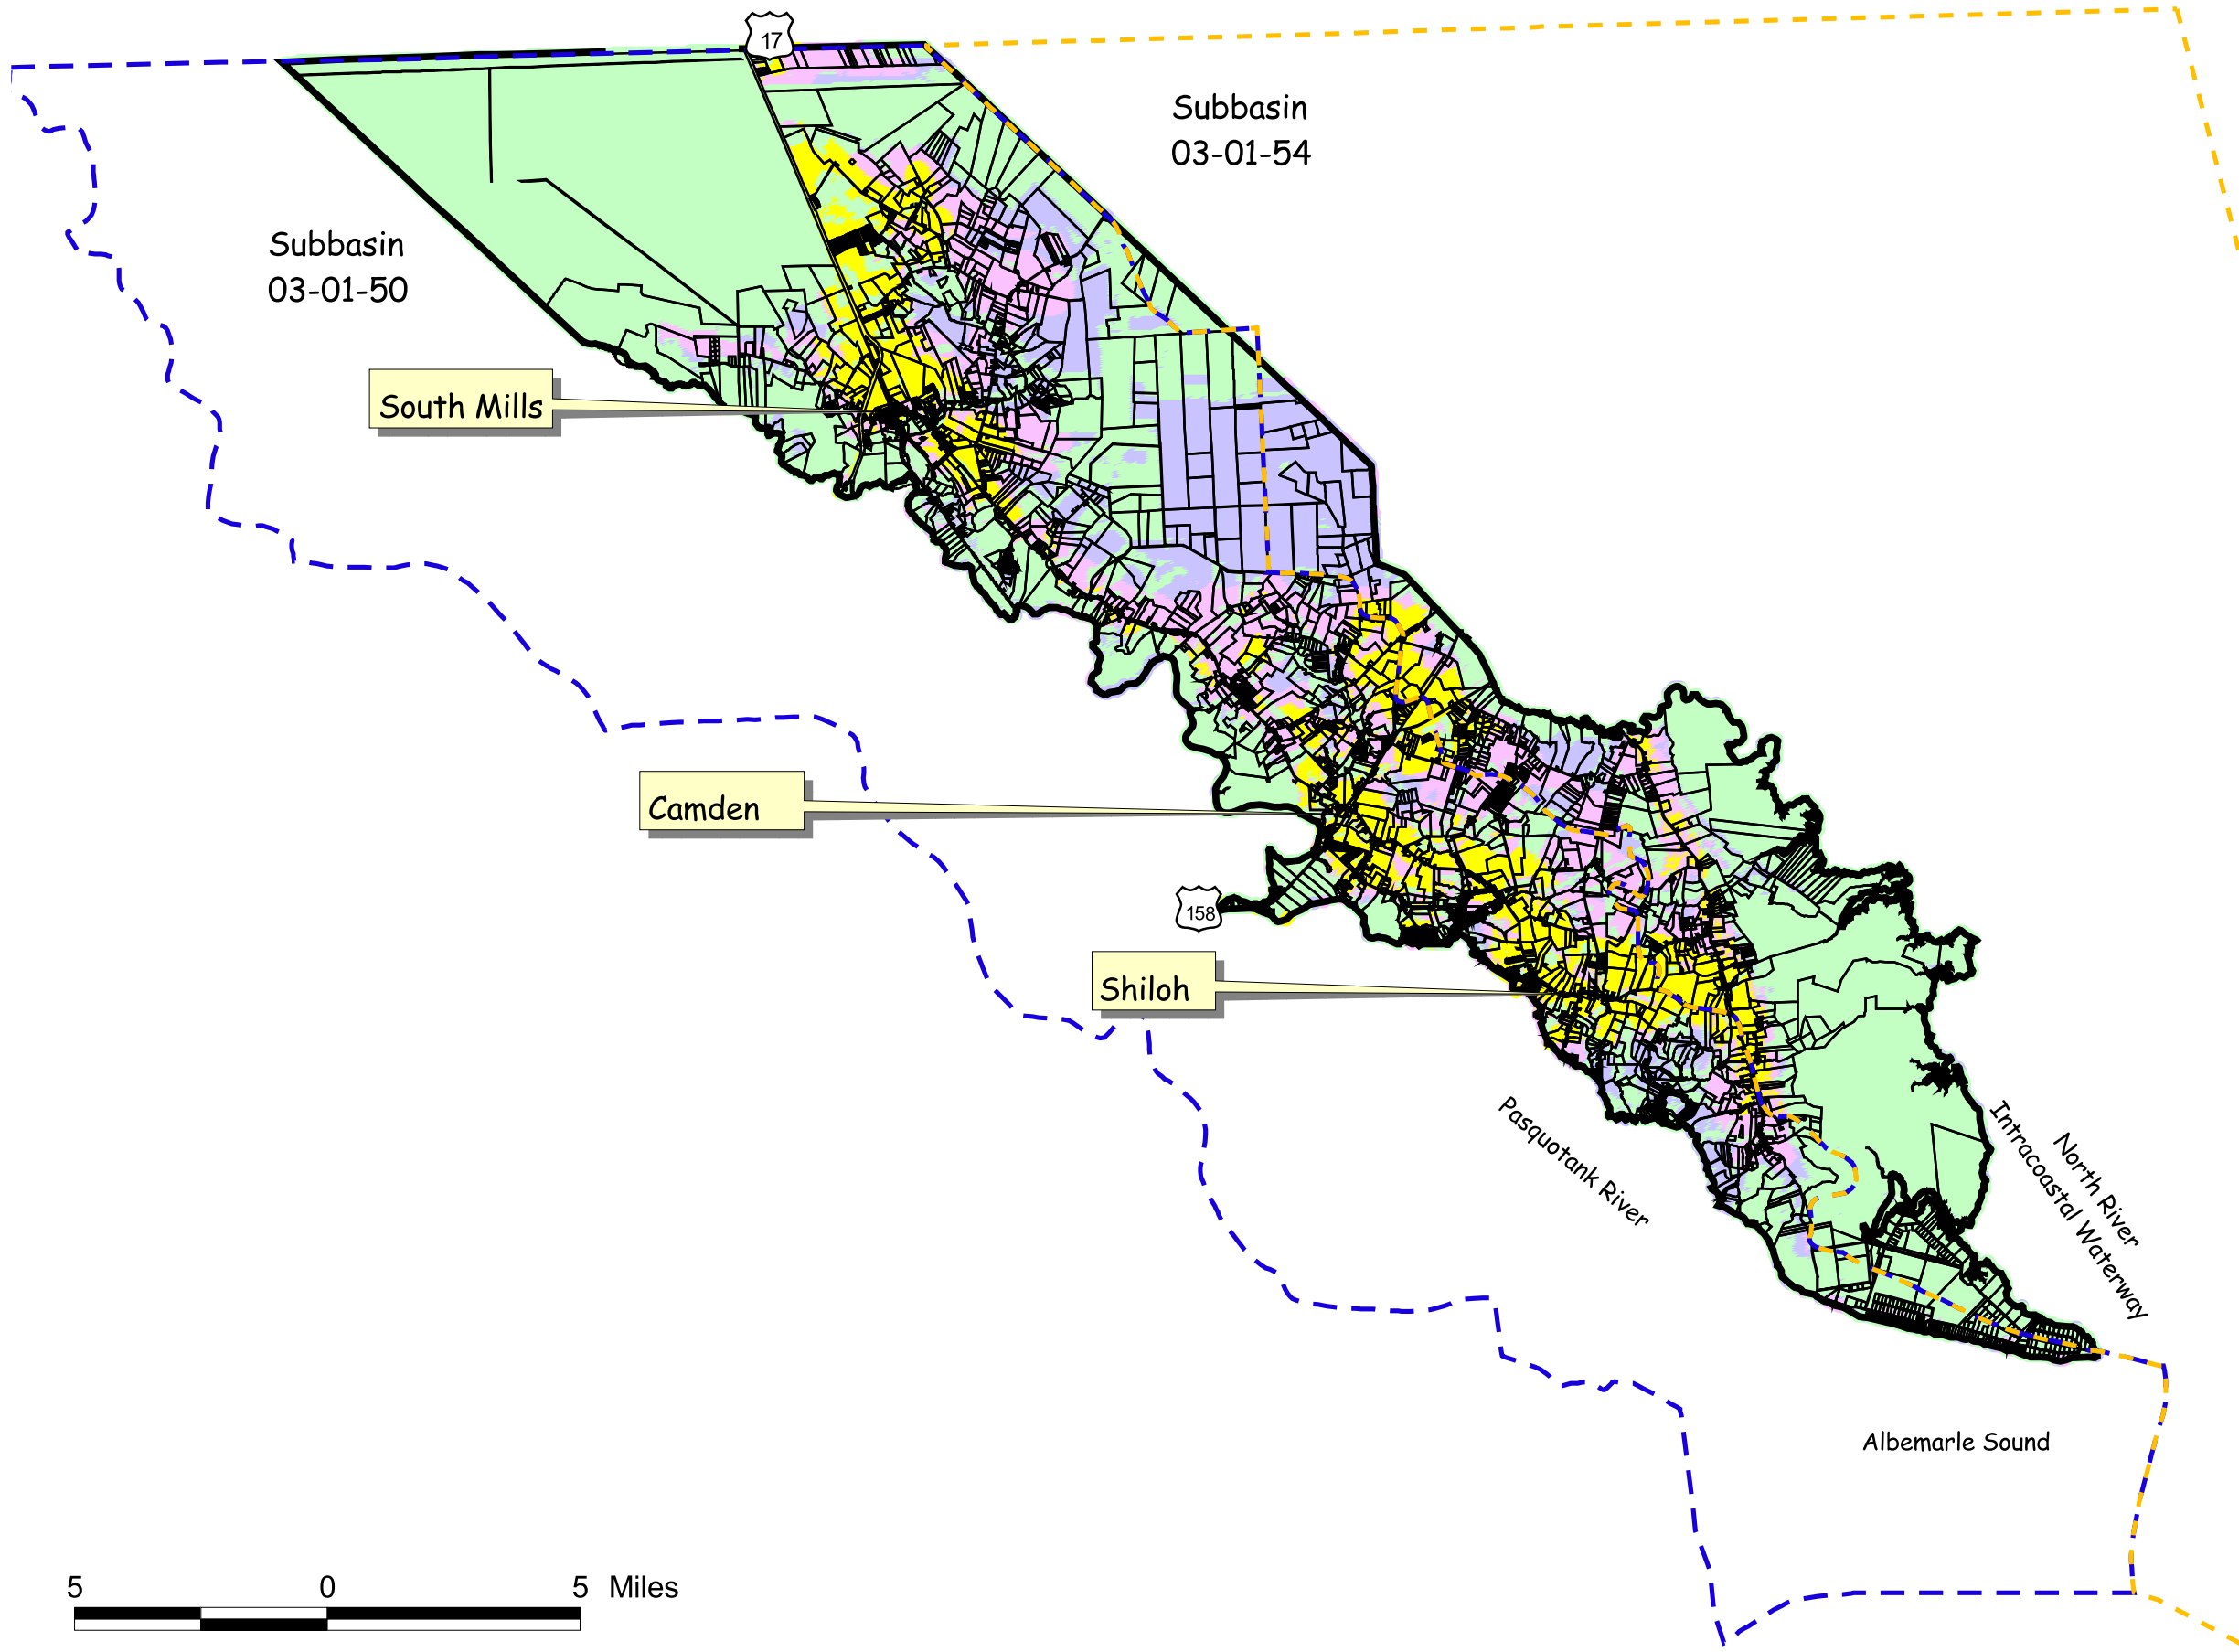 17
Subbasin
03-01-54
Subbasin
03-01-50
South Mills
Camden
158
Shiloh
Pasquotank River
North River
Intracoastal Waterway
Albemarle Sound
5 0 5 Miles